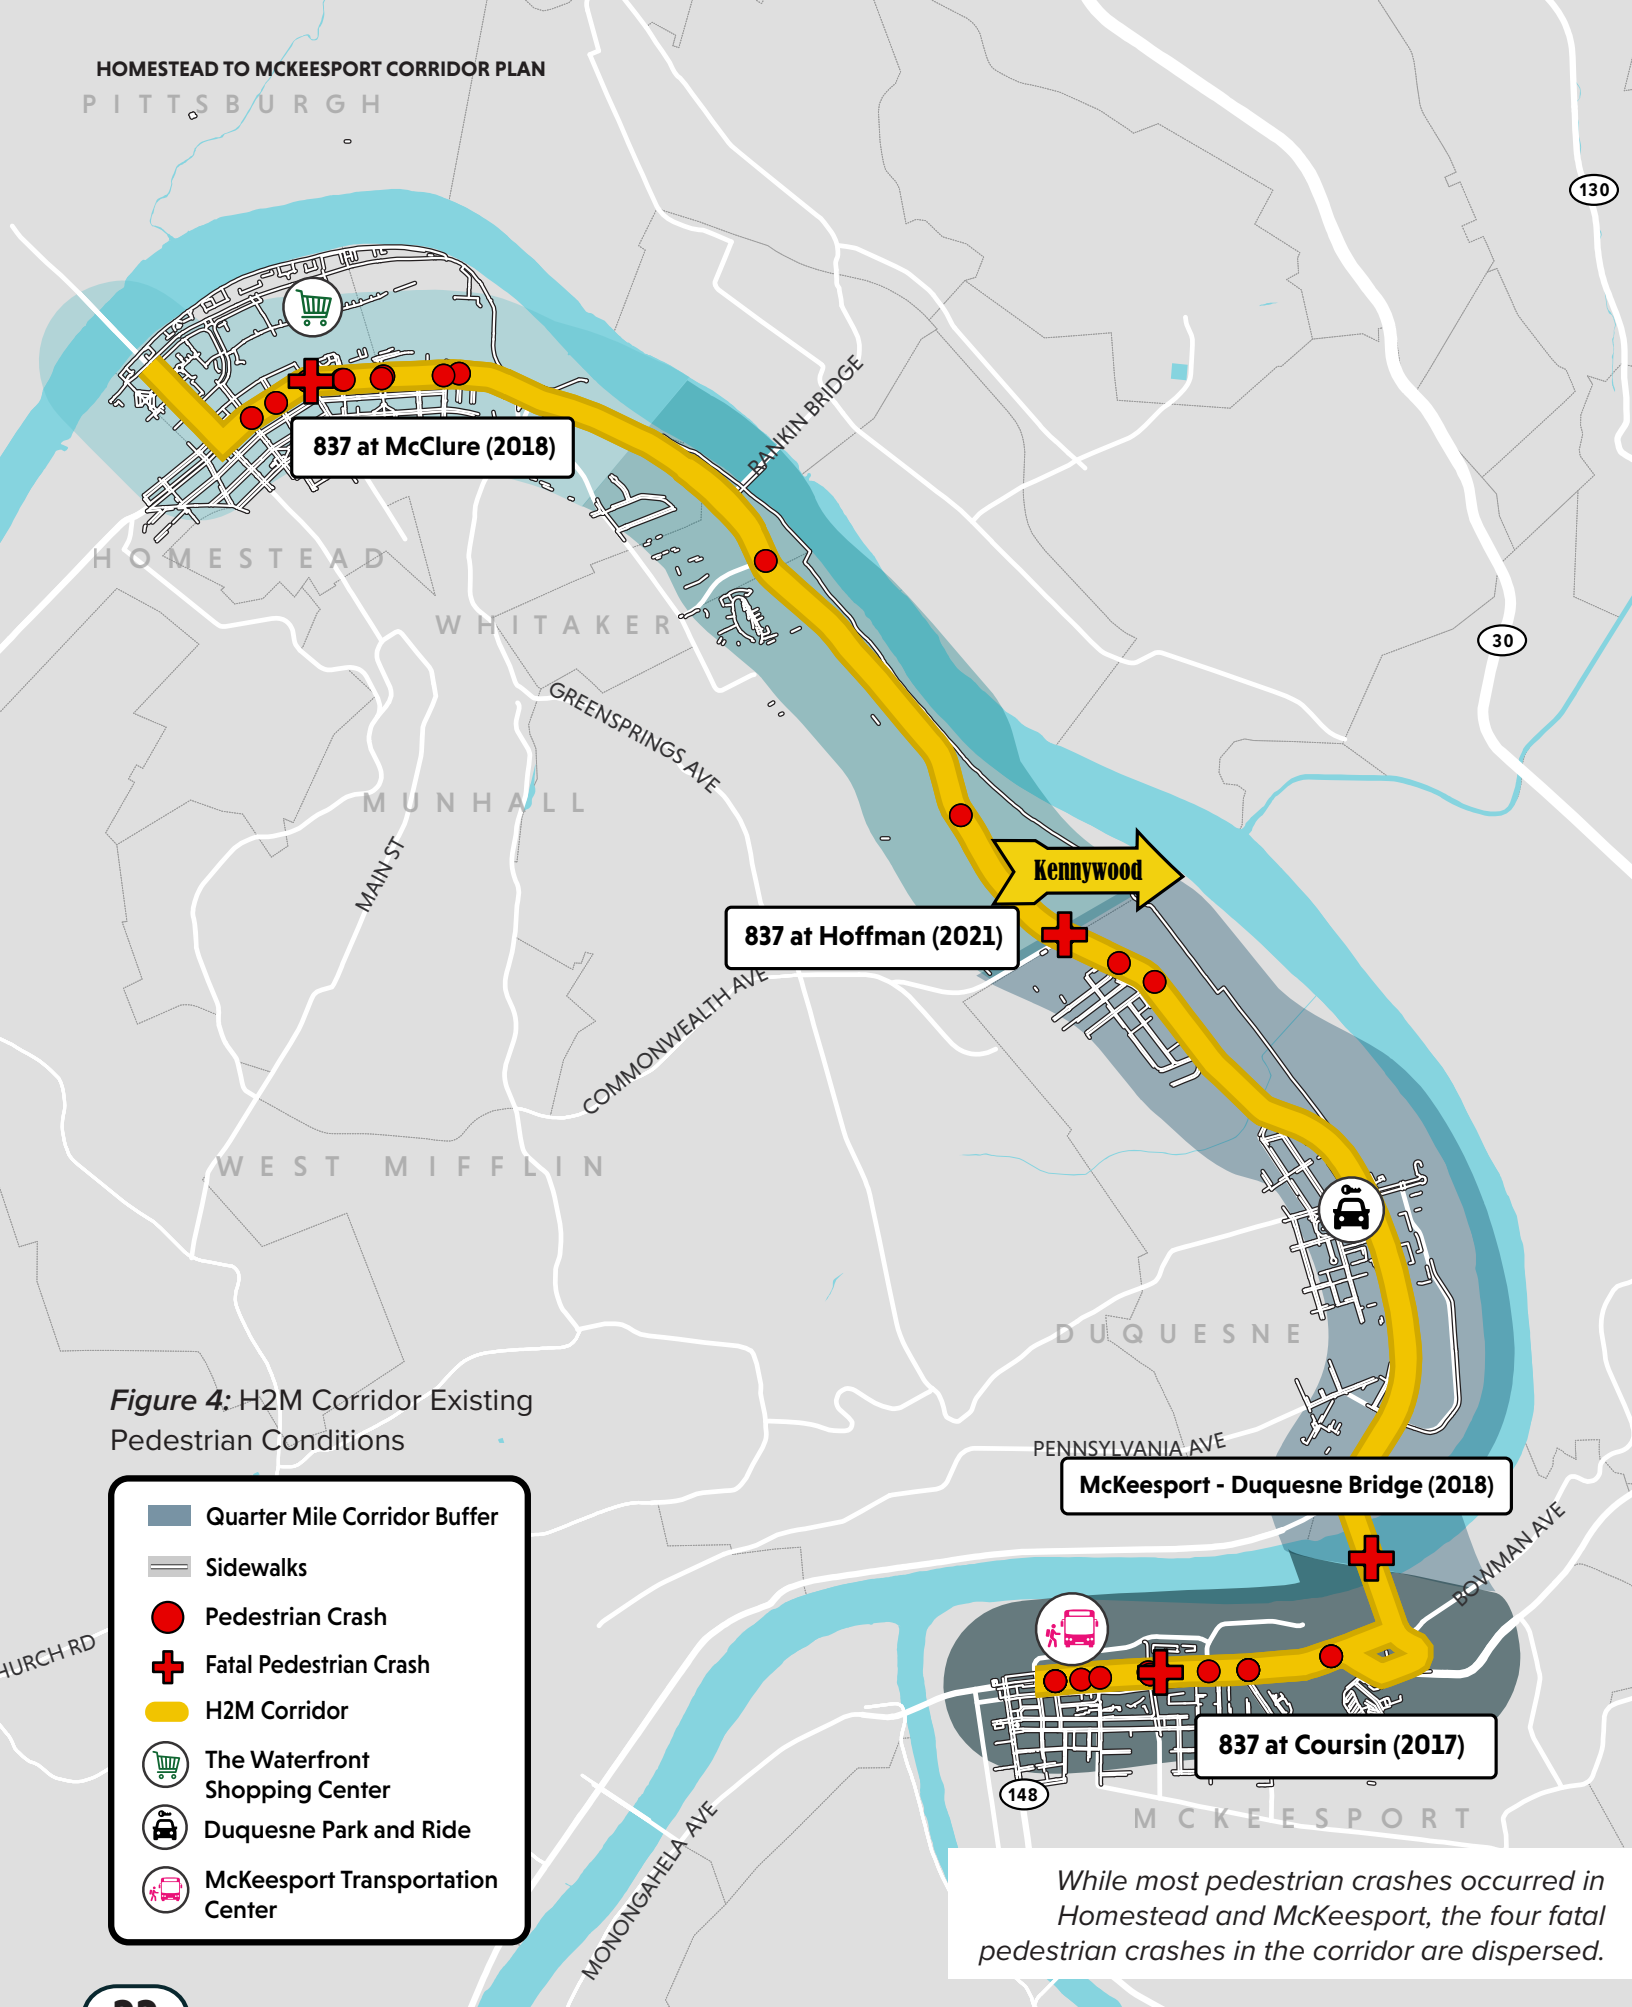 HOMESTEAD TO MCKEESPORT CORRIDOR PLAN
PITTSBURGH
130
RANKIN BRIDGE
837 at McClure (2018)
HOMESTEAD
WHITAKER
30
GREENSPRINGS AVE
MUNHALL
MAIN ST
Kennywood
837 at Hoffman (2021)
COMMONWEALTH AVE
WEST MIFFLIN
DUQUESNE
Figure 4: H2M Corridor Existing
Pedestrian Conditions
PENNSYLVANIA AVE
McKeesport - Duquesne Bridge (2018)
BOWMAN AVE
Quarter Mile Corridor Buffer
Sidewalks
Pedestrian Crash
Fatal Pedestrian Crash
H2M Corridor
The Waterfront
Shopping Center
Duquesne Park and Ride
McKeesport Transportation
Center
HURCH RD
837 at Coursin (2017)
148
MCKEESPORT
MONONGAHELA AVE
While most pedestrian crashes occurred in
Homestead and McKeesport, the four fatal
pedestrian crashes in the corridor are dispersed.